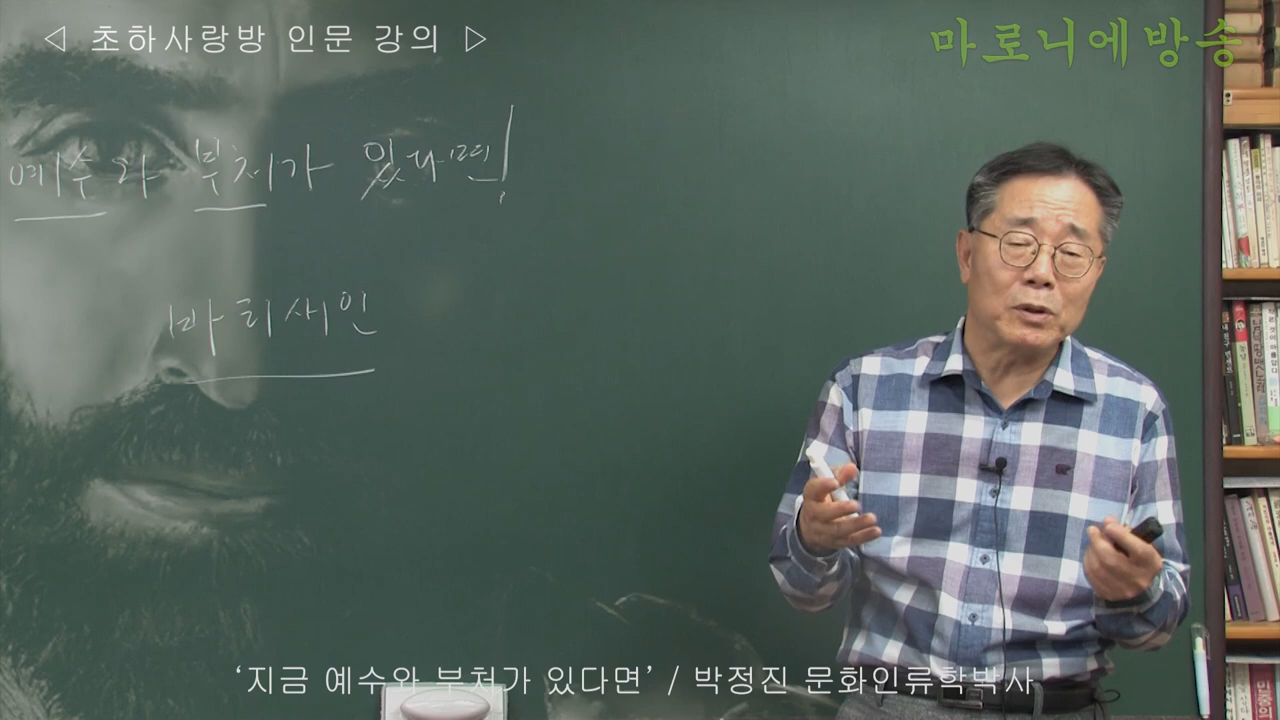 ◁ 초하사랑방 인문 강의 ▷
마로니에방송
예수와 부처가 있다면!
바리새인
‘지금 예수와 부처가 있다면’ / 박정진 문화인류학박사